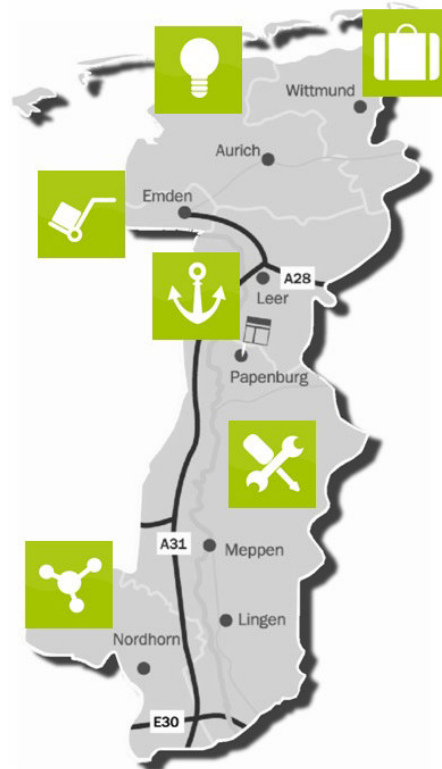 Wittmund
Aurich
Emden
A28
Leer
Papenburg
A31
Meppen
Lingen
Nordhorn
E30